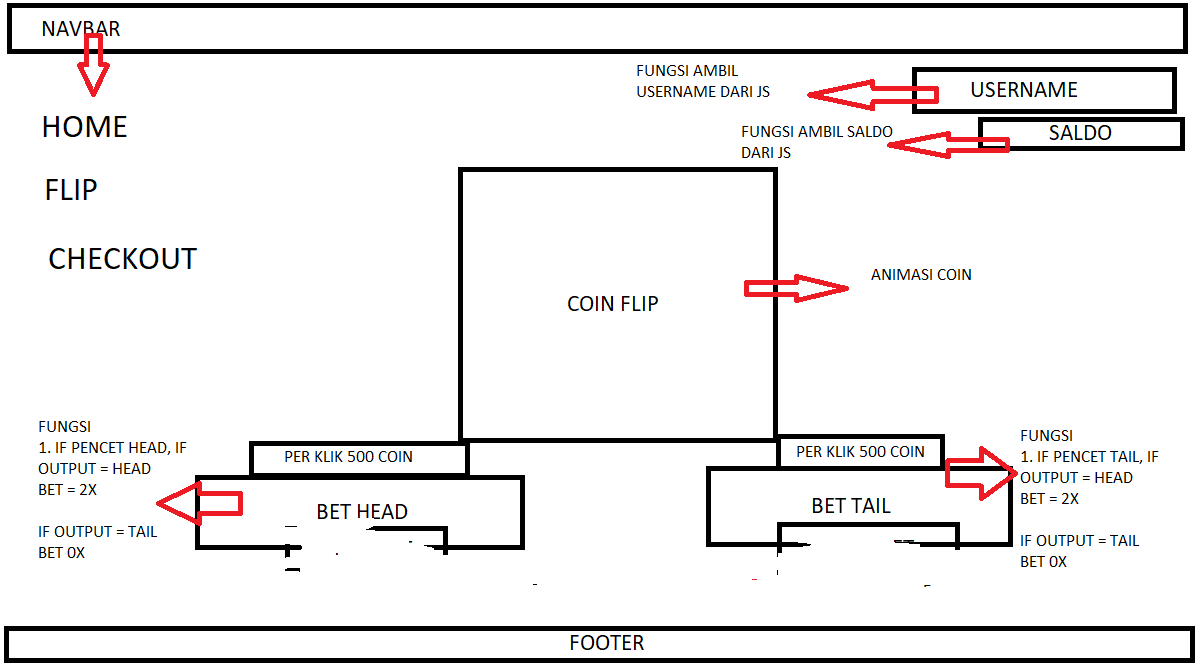 NAVBAR
FUNGSI AMBIL
USERNAME DARI JS
USERNAME
FUNGSI AMBIL SALDO
DARI JS
SALDO
HOME
FLIP
CHECKOUT
COIN FLIP
ANIMASI COIN
FUNGSI
1. IF PENCET HEAD, IF
OUTPUT = HEAD
BET = 2X
IF OUTPUT = TAIL
BET 0X
PER KLIK 500 COIN
BET HEAD
PER KLIK 500 COIN
BET TAIL
FUNGSI
1. IF PENCET TAIL, IF
OUTPUT = HEAD
BET = 2X
IF OUTPUT = TAIL
BET 0X
FOOTER